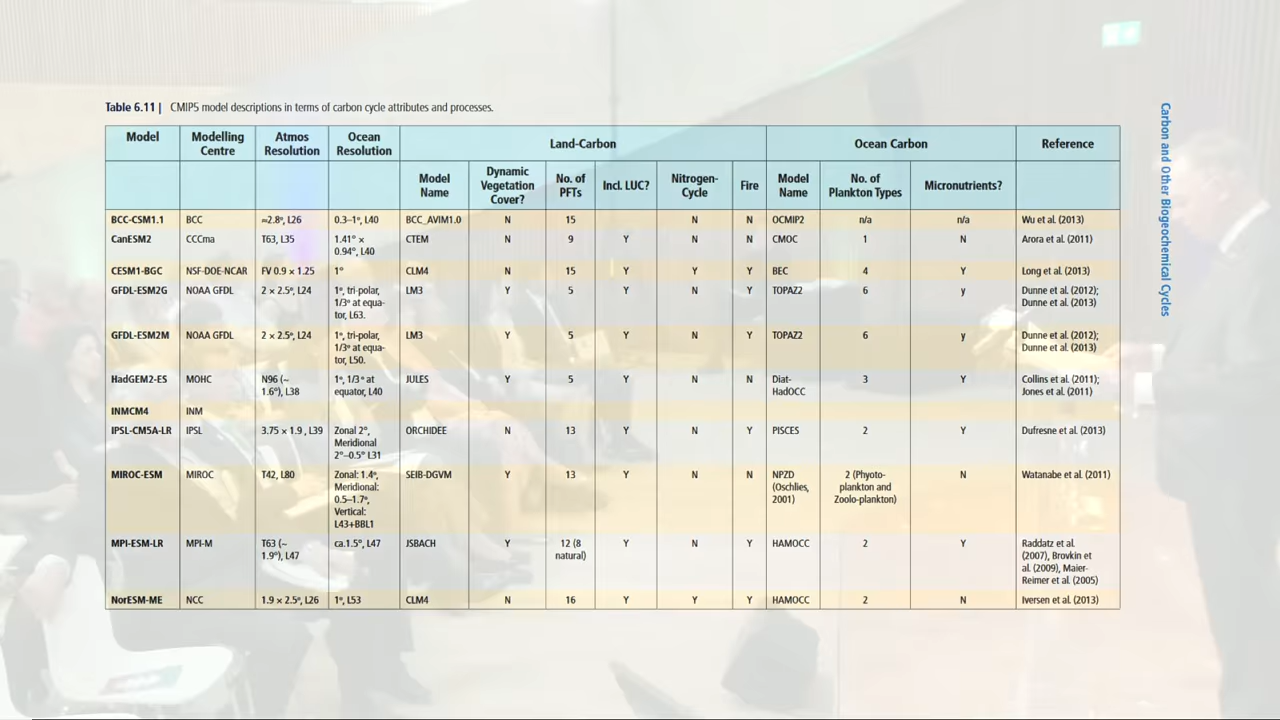 Table 6.11 | CMIP5 model descriptions in terms of carbon cycle attributes and processes.
Model Modelling Centre Atmos Resolution Ocean Resolution Land-Carbon Ocean Carbon Reference
Model Name Dynamic Vegetation Cover? No. of PFTs Incl. LUC? Nitrogen-Cycle Fire Model Name No. of Plankton Types Micronutrients?
BCC-CSM1.1 BCC ≈2.8°, L26 0.3–1°, L40 BCC_AVIM1.0 N 15 N N OCMIP2 n/a n/a Wu et al. (2013)
CanESM2 CCCma T63, L35 1.41° × 0.94°, L40 CTEM N 9 Y N N CMOC 1 N Arora et al. (2011)
CESM1-BGC NSF-DOE-NCAR FV 0.9 × 1.25 1° CLM4 N 15 Y Y Y BEC 4 Y Long et al. (2013)
GFDL-ESM2G NOAA GFDL 2 × 2.5°, L24 1°, tri-polar, 1/3° at equa-tor, L63. LM3 Y 5 Y N Y TOPAZ2 6 y Dunne et al. (2012); Dunne et al. (2013)
GFDL-ESM2M NOAA GFDL 2 × 2.5°, L24 1°, tri-polar, 1/3° at equa-tor, L50. LM3 Y 5 Y N Y TOPAZ2 6 y Dunne et al. (2012); Dunne et al. (2013)
HadGEM2-ES MOHC N96 (~ 1.6°), L38 1°, 1/3° at equator, L40 JULES Y 5 Y N N Diat-HadOCC 3 Y Collins et al. (2011); Jones et al. (2011)
INMCM4 INM
IPSL-CM5A-LR IPSL 3.75 × 1.9 , L39 Zonal 2°, Meridional 2°–0.5° L31 ORCHIDEE N 13 Y N Y PISCES 2 Y Dufresne et al. (2013)
MIROC-ESM MIROC T42, L80 Zonal: 1.4°, Meridional: 0.5–1.7°, Vertical: L43+BBL1 SEIB-DGVM Y 13 Y N N NPZD (Oschlies, 2001) 2 (Phyoto-plankton and Zoolo-plankton) N Watanabe et al. (2011)
MPI-ESM-LR MPI-M T63 (~ 1.9°), L47 ca.1.5°, L47 JSBACH Y 12 (8 natural) Y N Y HAMOCC 2 Y Raddatz et al. (2007), Brovkin et al. (2009), Maier-Reimer et al. (2005)
NorESM-ME NCC 1.9 × 2.5°, L26 1°, L53 CLM4 N 16 Y Y Y HAMOCC 2 N Iversen et al. (2013)
Carbon and Other Biogeochemical Cycles